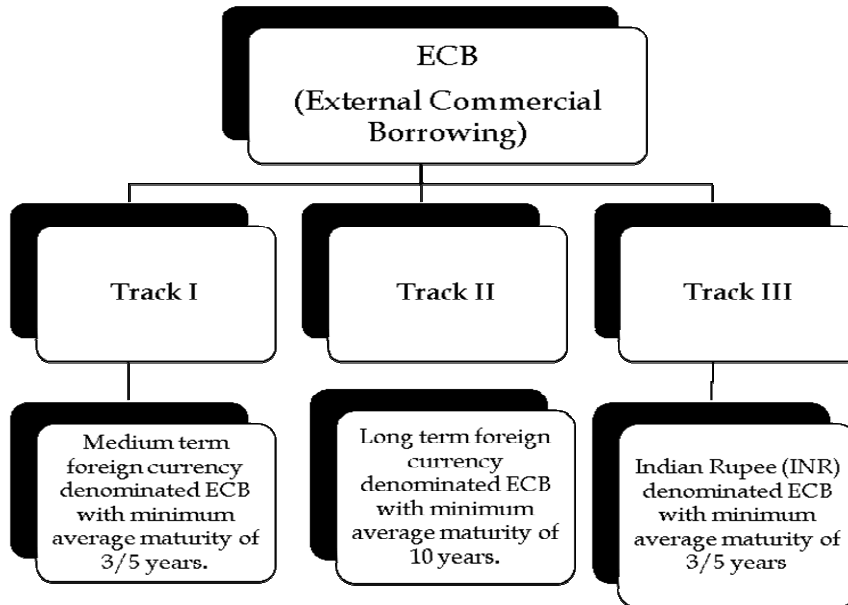 ECB
(External Commercial
Borrowing)
Track I
Track II
Track III
Medium term
foreign currency
denominated ECB
with minimum
average maturity of
3/5 years.
Long term foreign
currency
denominated ECB
with minimum
average maturity of
10 years.
Indian Rupee (INR)
denominated ECB
with minimum
average maturity of
3/5 years